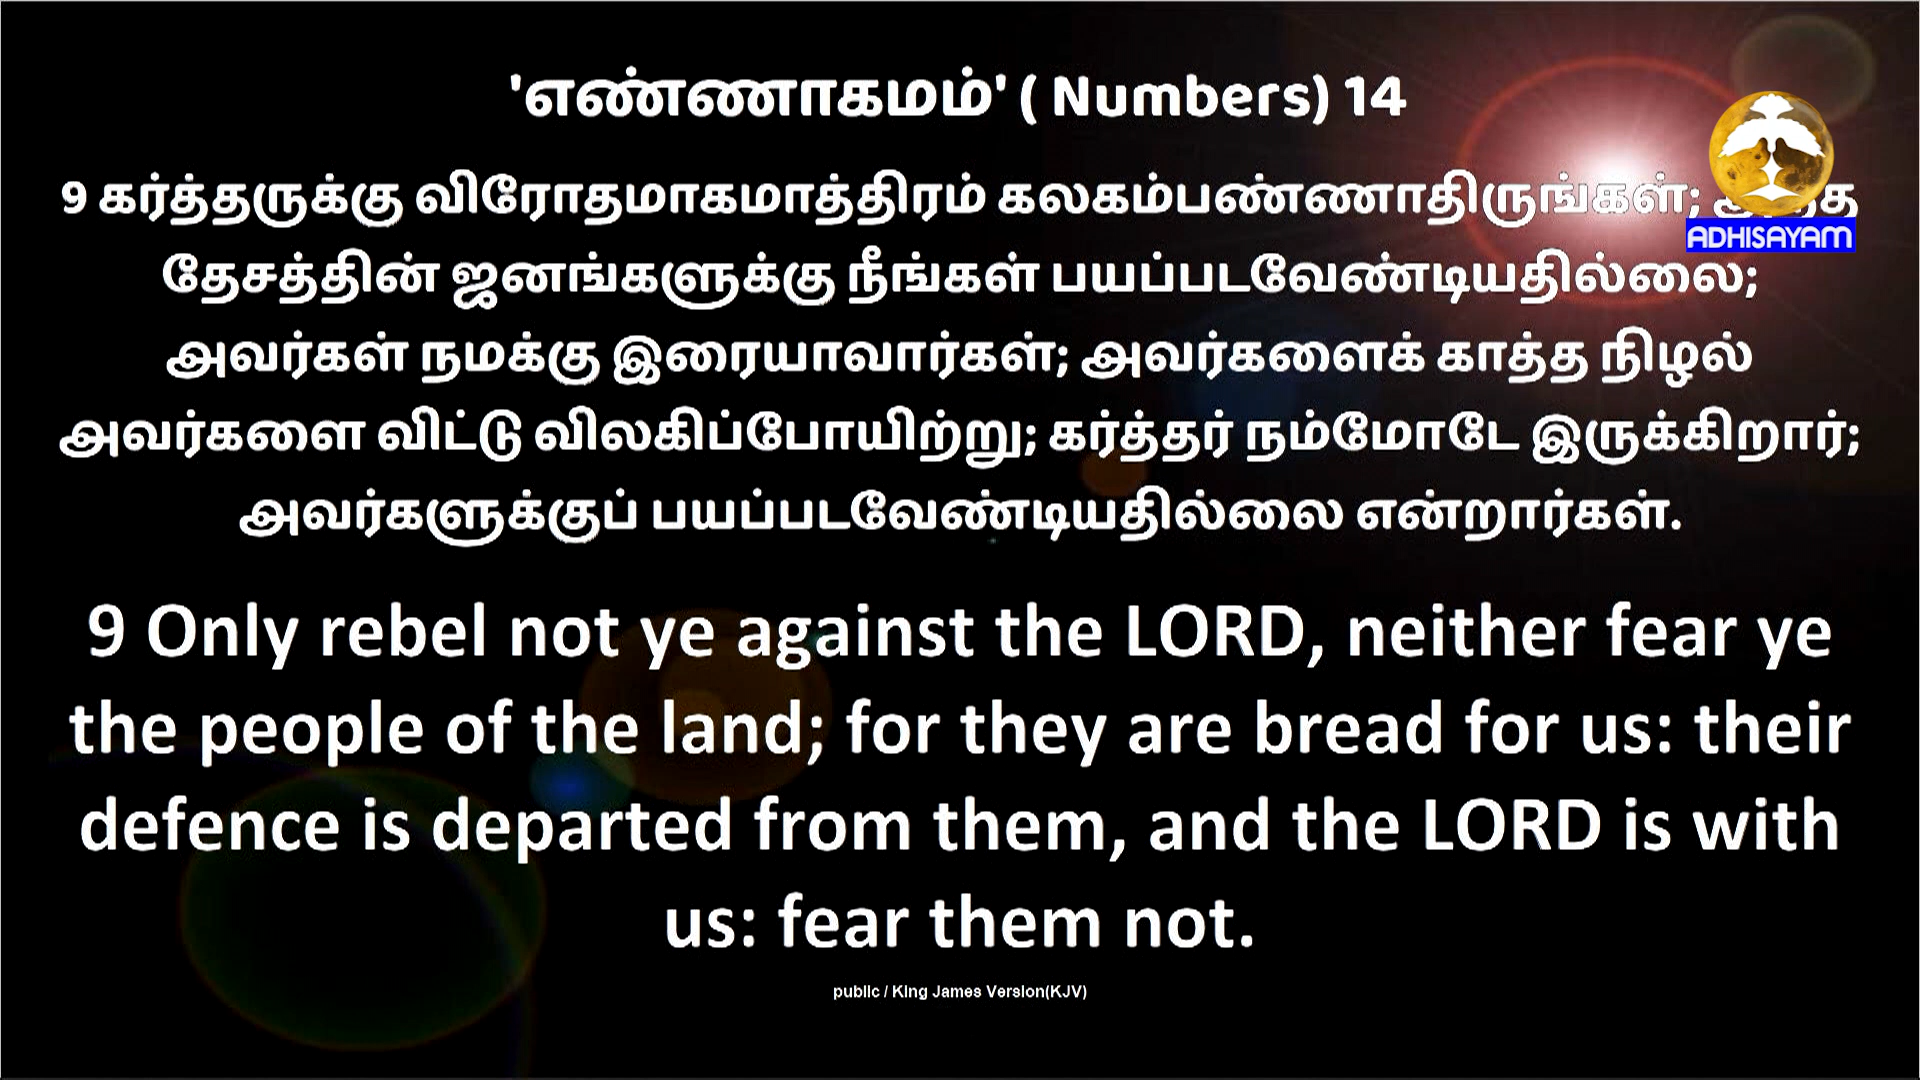 'எண்ணாகமம்' ( Numbers) 14
9 கர்த்தருக்கு விரோதமாகமாத்திரம் கலகம்பண்ணாதிருங்கள்;
ADHISAYAM
தேசத்தின் ஜனங்களுக்கு நீங்கள் பயப்படவேண்டியதில்லை;
அவர்கள் நமக்கு இரையாவார்கள்; அவர்களைக் காத்த நிழல்
அவர்களை விட்டு விலகிப்போயிற்று; கர்த்தர் நம்மோடே இருக்கிறார்;
அவர்களுக்குப் பயப்படவேண்டியதில்லை என்றார்கள்.
9 Only rebel not ye against the LORD, neither fear ye
the people of the land; for they are bread for us: their
defence is departed from them, and the LORD is with
us: fear them not.
public / King James Version(KJV)